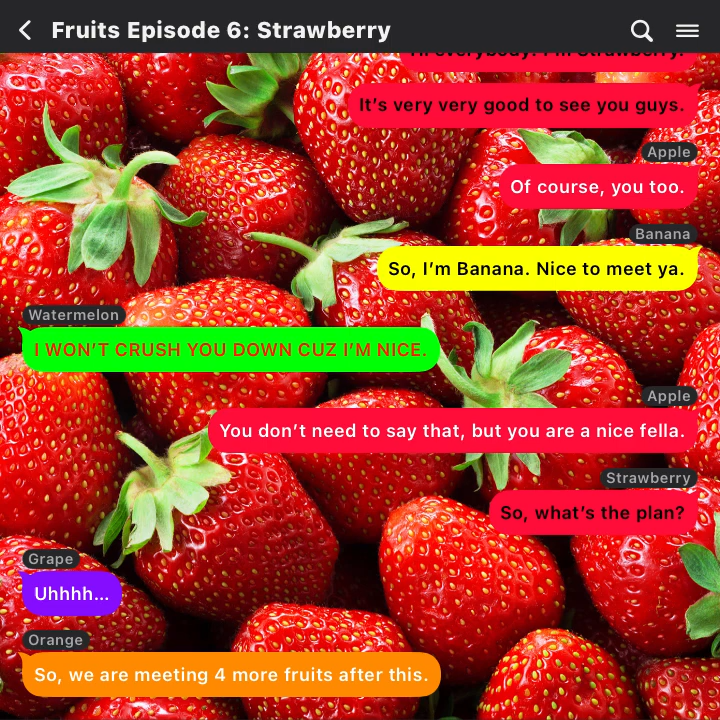 Fruits Episode 6: Strawberry
Hi everybody! I'm Strawberry.
It's very very good to see you guys.
Apple
Of course, you too.
Banana
So, I'm Banana. Nice to meet ya.
Watermelon
I WON'T CRUSH YOU DOWN CUZ I'M NICE.
Apple
You don't need to say that, but you are a nice fella.
Strawberry
So, what's the plan?
Grape
Uhhhh...
Orange
So, we are meeting 4 more fruits after this.